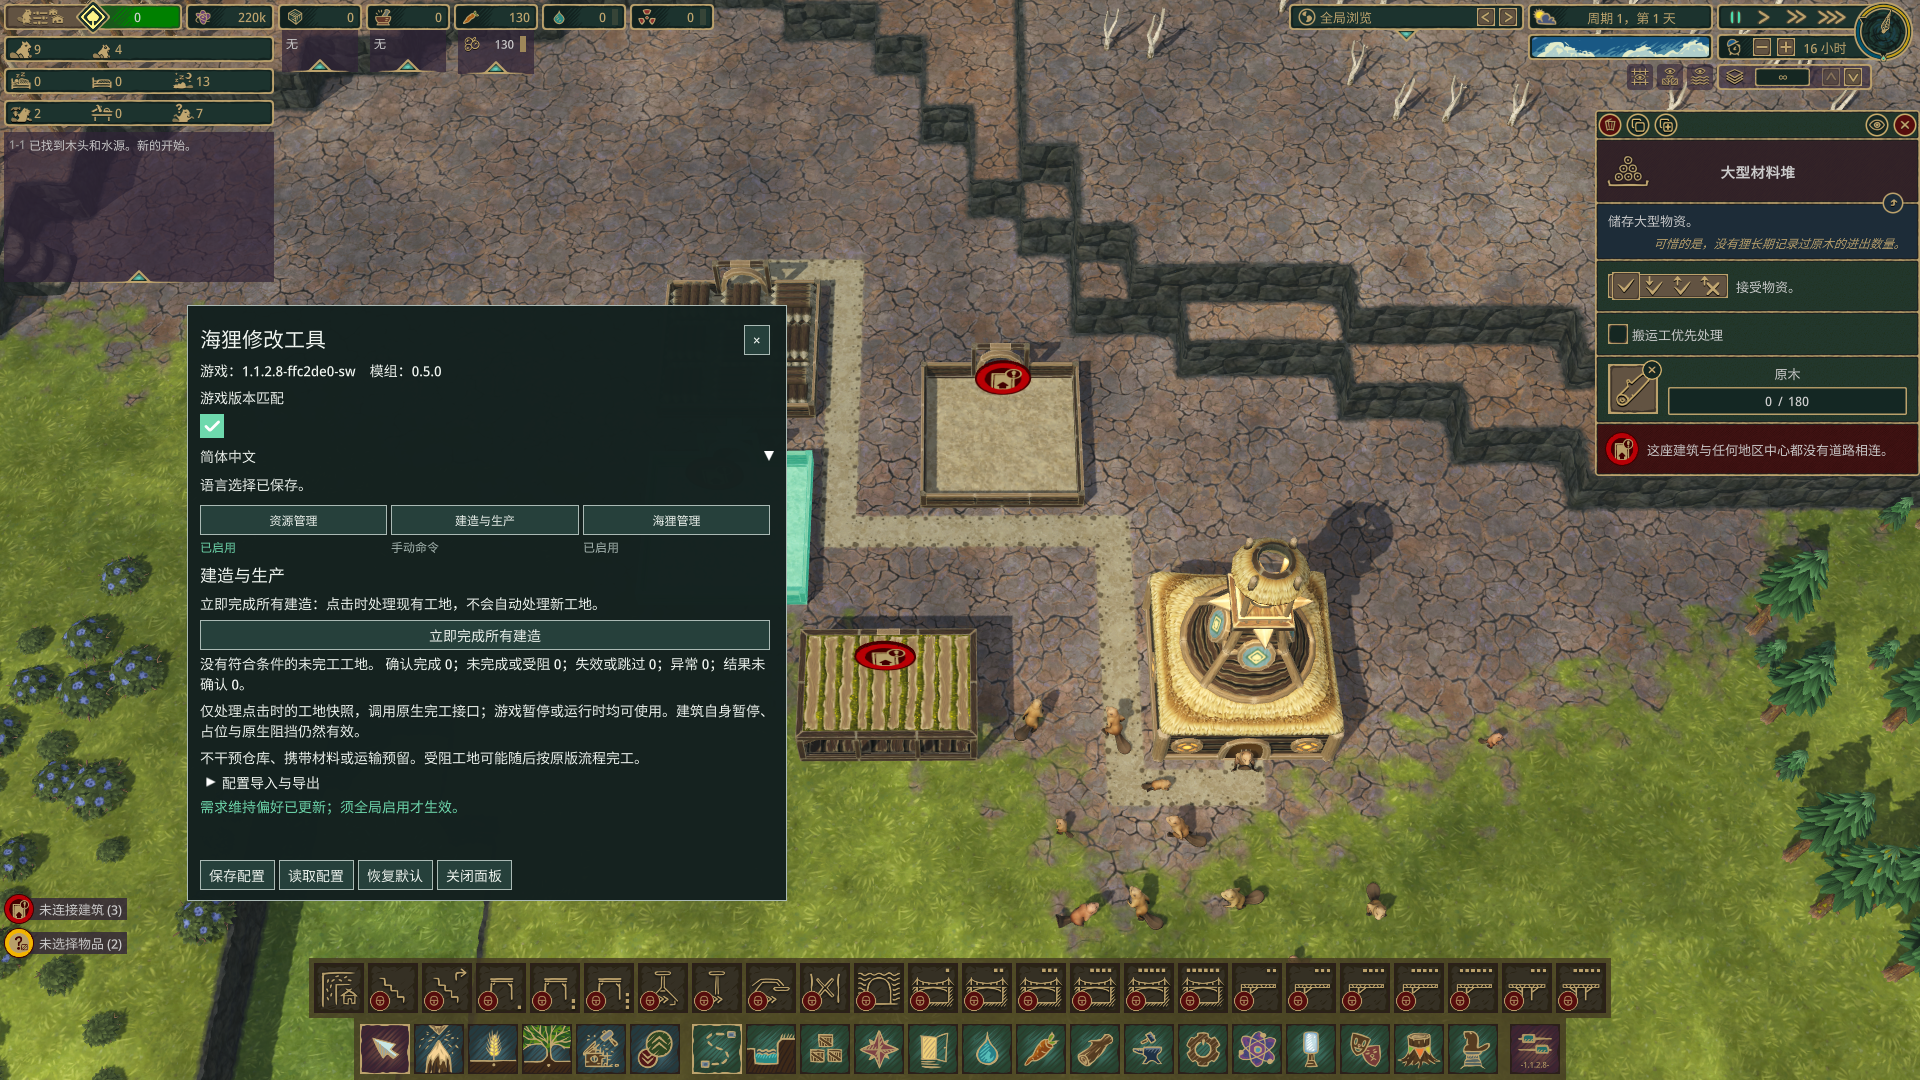 0
220k
0
0
130
0
0
全局浏览
周期 1，第 1 天
16 小时
∞
9
4
无
无
130
0
0
13
2
0
7
1-1 已找到木头和水源。新的开始。
大型材料堆
储存大型物资。
可惜的是，没有狸长期记录过原木的进出数量。
接受物资。
搬运工优先处理
原木
0 / 180
这座建筑与任何地区中心都没有道路相连。
海狸修改工具
×
游戏：1.1.2.8-ffc2de0-sw 模组：0.5.0
游戏版本匹配
简体中文
语言选择已保存。
资源管理
建造与生产
海狸管理
已启用
手动命令
已启用
建造与生产
立即完成所有建造：点击时处理现有工地，不会自动处理新工地。
立即完成所有建造
没有符合条件的未完工工地。 确认完成 0；未完成或受阻 0；失效或跳过 0；异常 0；结果未
确认 0。
仅处理点击时的工地快照，调用原生完工接口；游戏暂停或运行时均可使用。建筑自身暂停、
占位与原生阻挡仍然有效。
不干预仓库、携带材料或运输预留。受阻工地可能随后按原版流程完工。
配置导入与导出
需求维持偏好已更新；须全局启用才生效。
保存配置
读取配置
恢复默认
关闭面板
未连接建筑 (3)
未选择物品 (2)
-1.1.2.8-